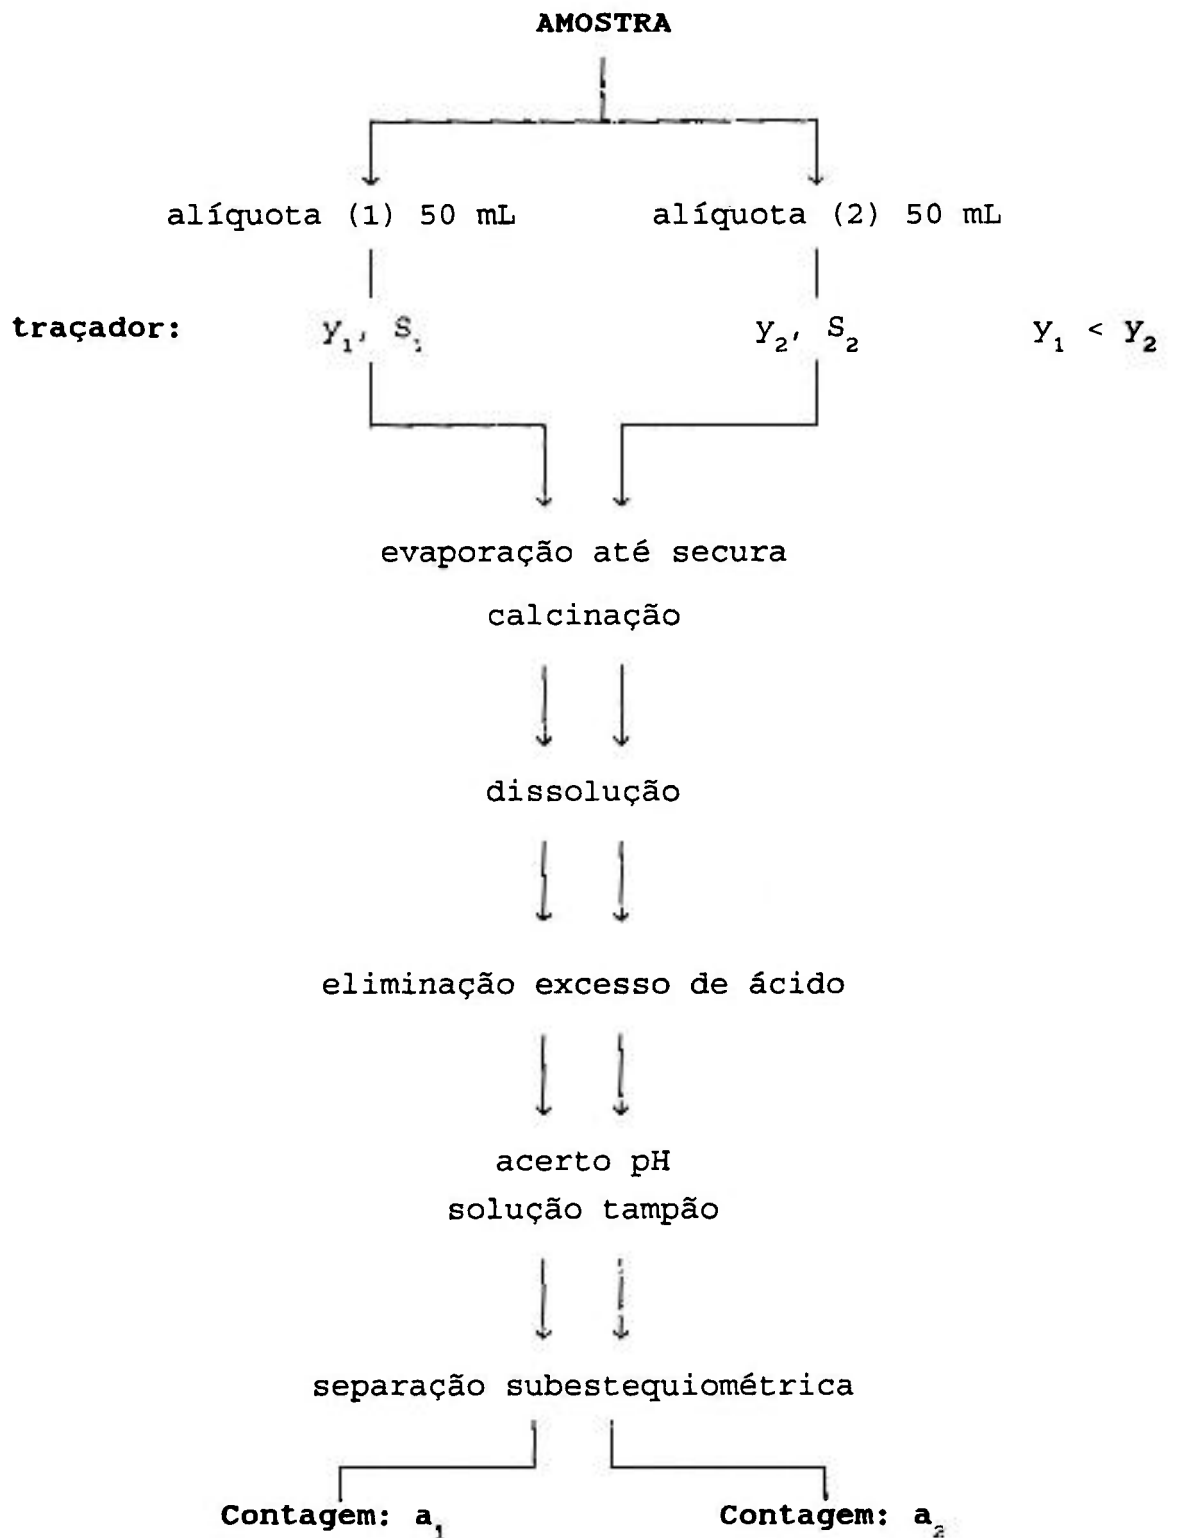 AMOSTRA
alíquota (1) 50 mL alíquota (2) 50 mL
traçador: y₁, S₁ y₂, S₂ y₁ < y₂
evaporação até secura
calcinação
dissolução
eliminação excesso de ácido
acerto pH
solução tampão
separação subestequiométrica
Contagem: a₁ Contagem: a₂